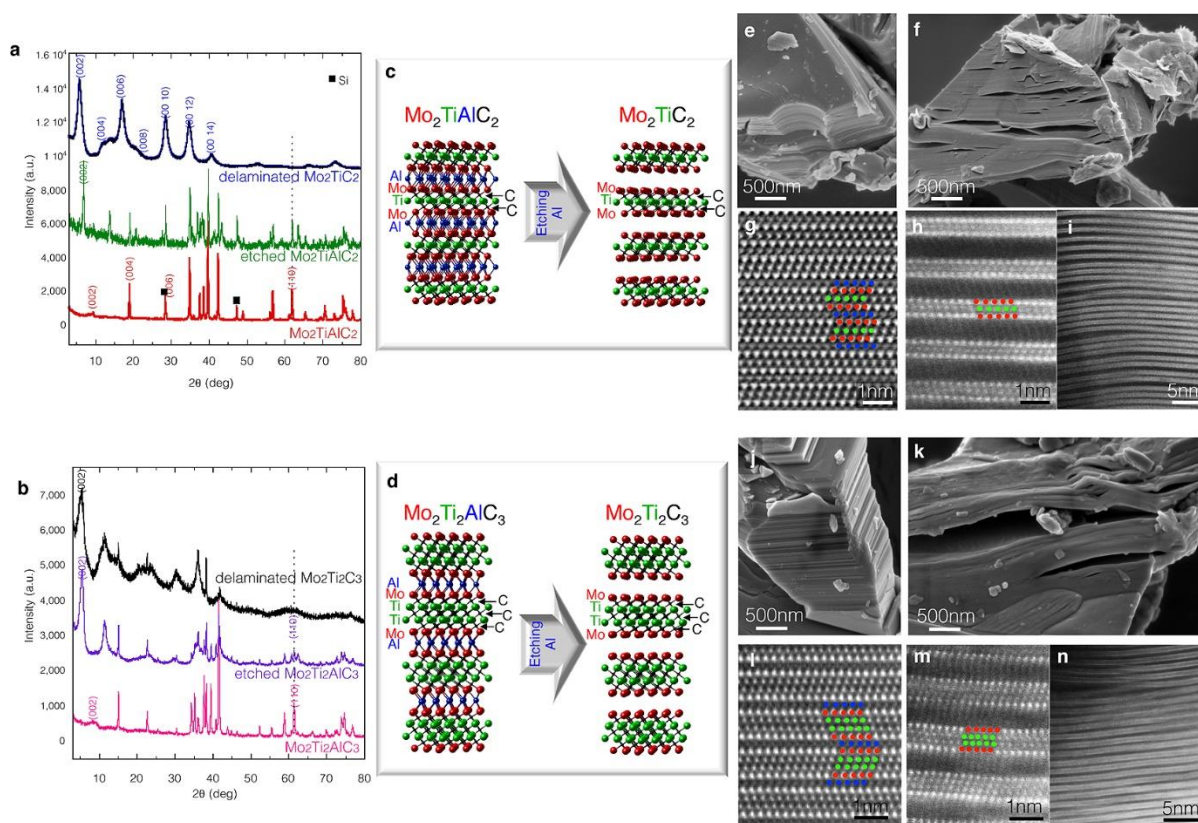 a
1.6 10⁴
1.4 10⁴
1.2 10⁴
1 10⁴
8,000
6,000
4,000
2,000
0
Intensity (a.u.)
(002)
(004)
(006)
(008)
(00 10)
(00 12)
(00 14)
■ Si
delaminated Mo₂TiC₂
(002)
etched Mo₂TiAlC₂
(002)
(004)
(006)
(110)
Mo₂TiAlC₂
10 20 30 40 50 60 70 80
2θ (deg)
c
Mo₂TiAlC₂
Mo₂TiC₂
Al
Mo
Ti
Mo
Al
C
C
Etching
Al
Mo
Ti
Mo
C
C
e
500nm
f
500nm
g
1nm
h
1nm
i
5nm
b
7,000
6,000
5,000
4,000
3,000
2,000
1,000
0
Intensity (a.u.)
(002)
delaminated Mo₂Ti₂C₃
(002)
(110)
etched Mo₂Ti₂AlC₃
(002)
(110)
Mo₂Ti₂AlC₃
10 20 30 40 50 60 70 80
2θ (deg)
d
Mo₂Ti₂AlC₃
Mo₂Ti₂C₃
Al
Mo
Ti
Ti
Mo
Al
C
C
C
Etching
Al
Mo
Ti
Ti
Mo
C
C
C
j
500nm
k
500nm
l
1nm
m
1nm
n
5nm